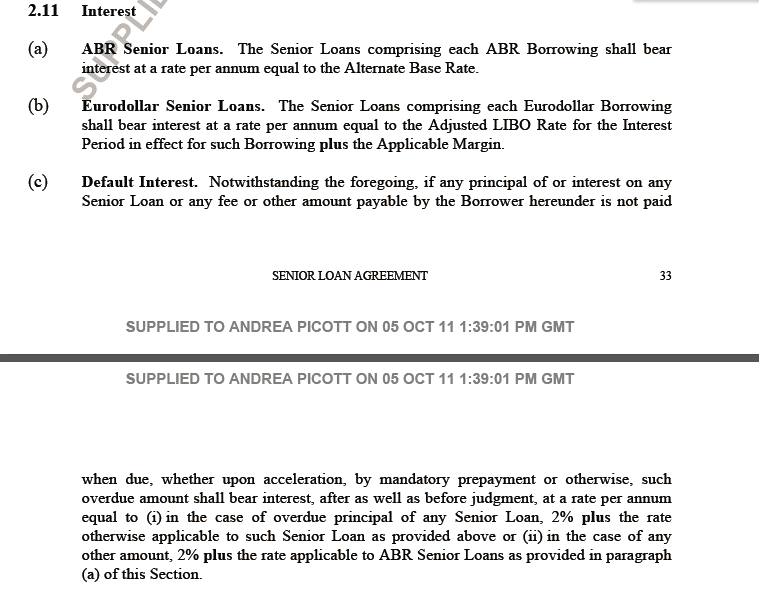 2.11 Interest
(a) ABR Senior Loans. The Senior Loans comprising each ABR Borrowing shall bear
interest at a rate per annum equal to the Alternate Base Rate.
(b) Eurodollar Senior Loans. The Senior Loans comprising each Eurodollar Borrowing
shall bear interest at a rate per annum equal to the Adjusted LIBO Rate for the Interest
Period in effect for such Borrowing plus the Applicable Margin.
(c) Default Interest. Notwithstanding the foregoing, if any principal of or interest on any
Senior Loan or any fee or other amount payable by the Borrower hereunder is not paid
SENIOR LOAN AGREEMENT 33
SUPPLIED TO ANDREA PICOTT ON 05 OCT 11 1:39:01 PM GMT
SUPPLIED TO ANDREA PICOTT ON 05 OCT 11 1:39:01 PM GMT
when due, whether upon acceleration, by mandatory prepayment or otherwise, such
overdue amount shall bear interest, after as well as before judgment, at a rate per annum
equal to (i) in the case of overdue principal of any Senior Loan, 2% plus the rate
otherwise applicable to such Senior Loan as provided above or (ii) in the case of any
other amount, 2% plus the rate applicable to ABR Senior Loans as provided in paragraph
(a) of this Section.